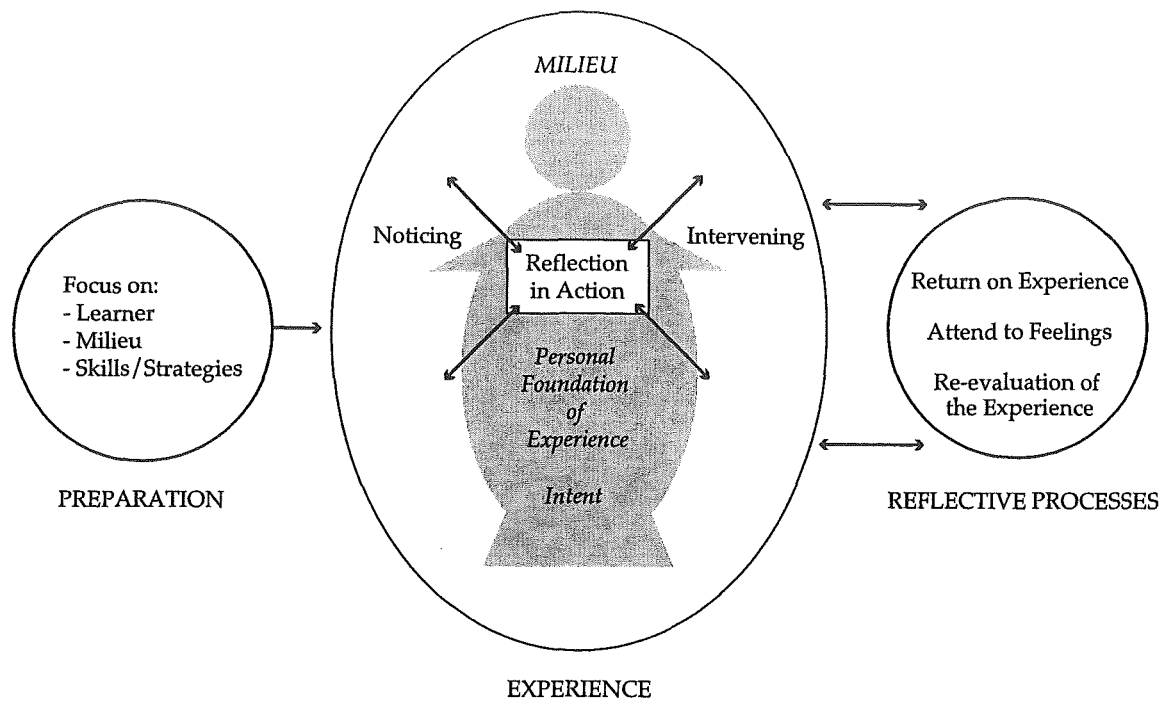 Focus on:
- Learner
- Milieu
- Skills/Strategies
PREPARATION
MILIEU
Noticing
Intervening
Reflection
in Action
Personal
Foundation
of
Experience
Intent
EXPERIENCE
Return on Experience
Attend to Feelings
Re-evaluation of
the Experience
REFLECTIVE PROCESSES